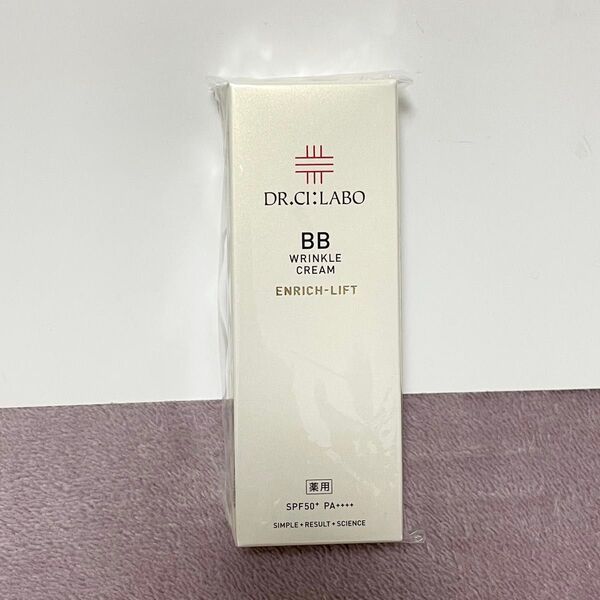 DR.CI:LABO
BB
WRINKLE
CREAM
ENRICH-LIFT
薬用
SPF50⁺ PA++++
SIMPLE+RESULT+SCIENCE